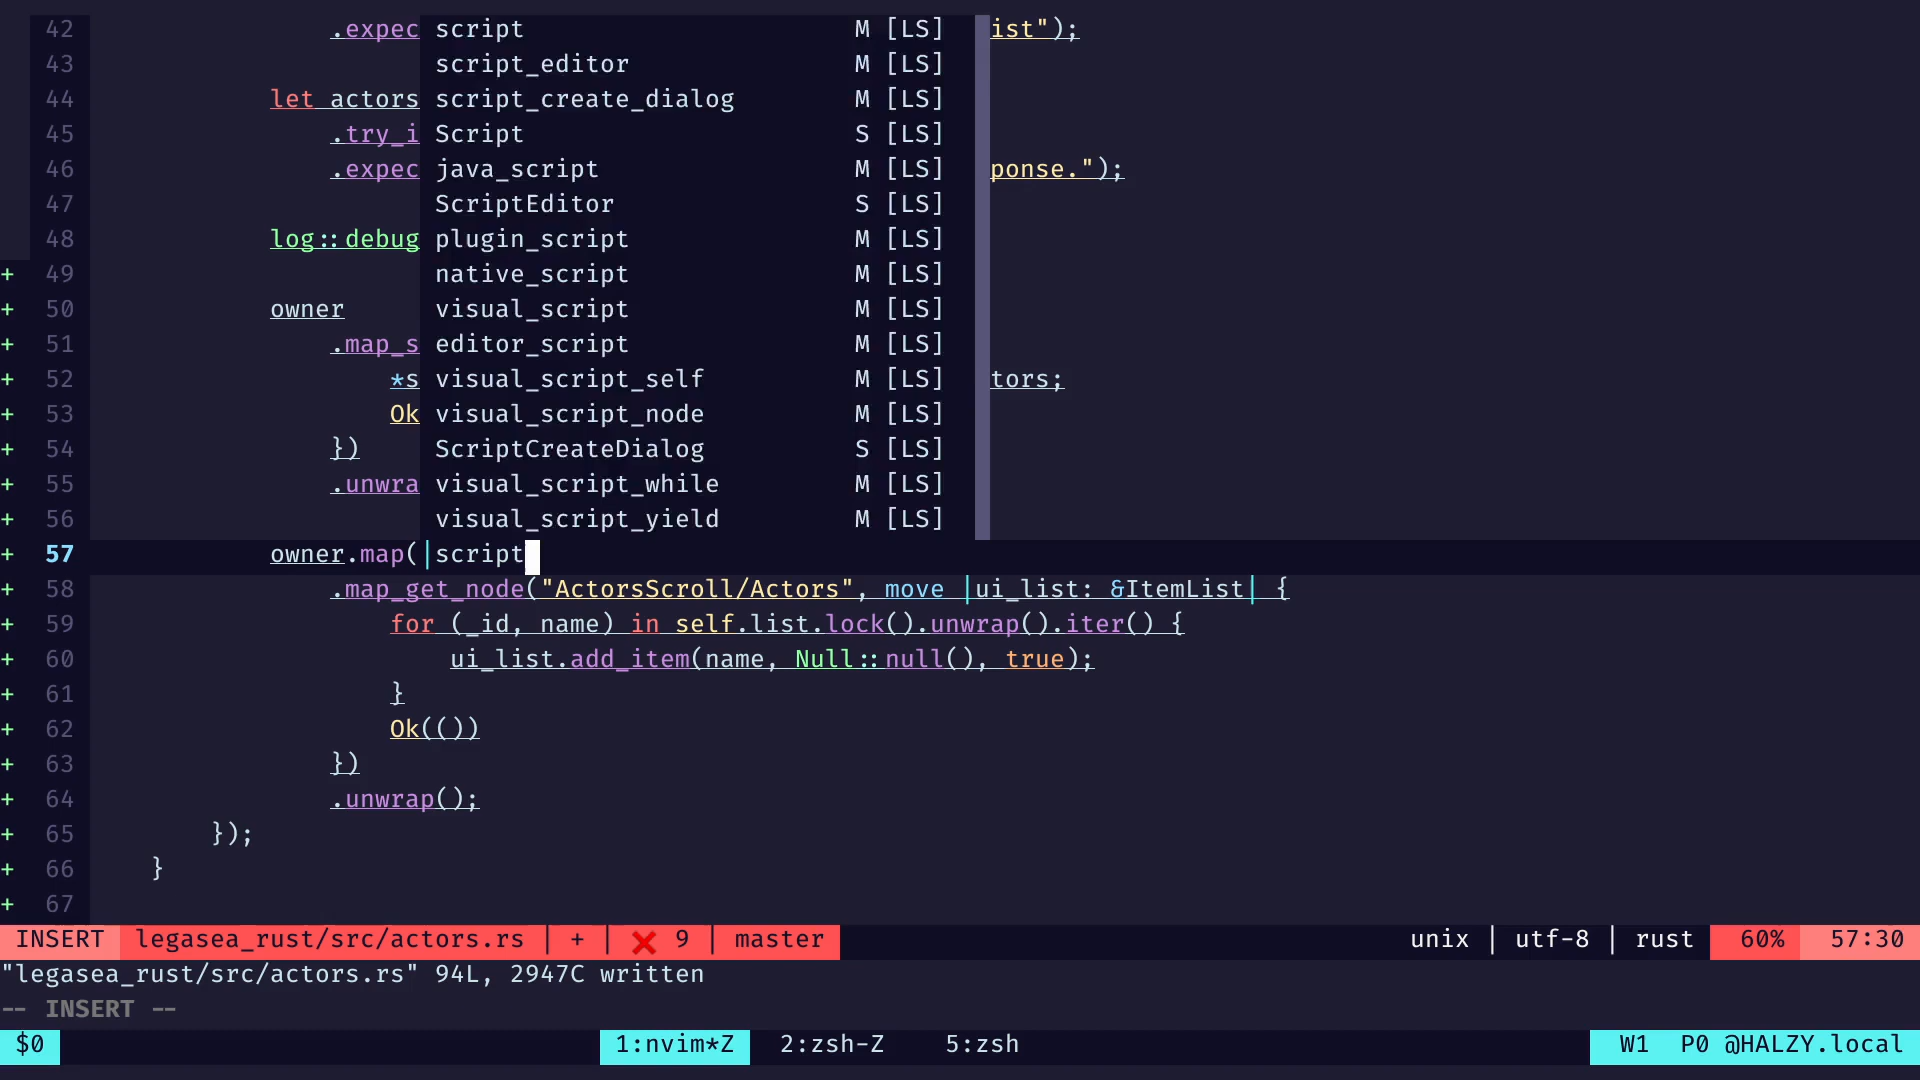 42 .expec script M [LS] ist");
43 script_editor M [LS]
44 let actors script_create_dialog M [LS]
45 .try_i Script S [LS]
46 .expec java_script M [LS] ponse.");
47 ScriptEditor S [LS]
48 log::debug plugin_script M [LS]
+ 49 native_script M [LS]
+ 50 owner visual_script M [LS]
+ 51 .map_s editor_script M [LS]
+ 52 *s visual_script_self M [LS] tors;
+ 53 Ok visual_script_node M [LS]
+ 54 }) ScriptCreateDialog S [LS]
+ 55 .unwra visual_script_while M [LS]
+ 56 visual_script_yield M [LS]
+ 57 owner.map(|script
+ 58 .map_get_node("ActorsScroll/Actors", move |ui_list: &ItemList| {
+ 59 for (_id, name) in self.list.lock().unwrap().iter() {
+ 60 ui_list.add_item(name, Null::null(), true);
+ 61 }
+ 62 Ok(())
+ 63 })
+ 64 .unwrap();
+ 65 });
+ 66 }
+ 67
INSERT legasea_rust/src/actors.rs | + | ❌ 9 | master unix | utf-8 | rust 60% 57:30
"legasea_rust/src/actors.rs" 94L, 2947C written
-- INSERT --
$0 1:nvim*Z 2:zsh-Z 5:zsh W1 P0 @HALZY.local